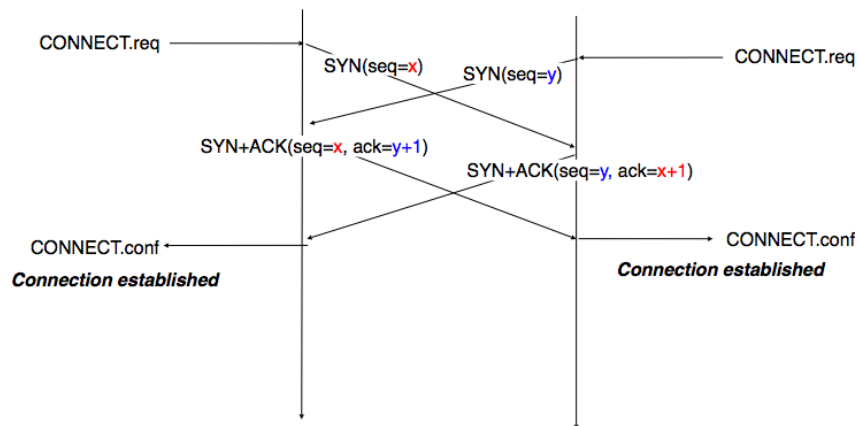 CONNECT.req
CONNECT.req
SYN(seq=x)
SYN(seq=y)
SYN+ACK(seq=x, ack=y+1)
SYN+ACK(seq=y, ack=x+1)
CONNECT.conf
CONNECT.conf
Connection established
Connection established